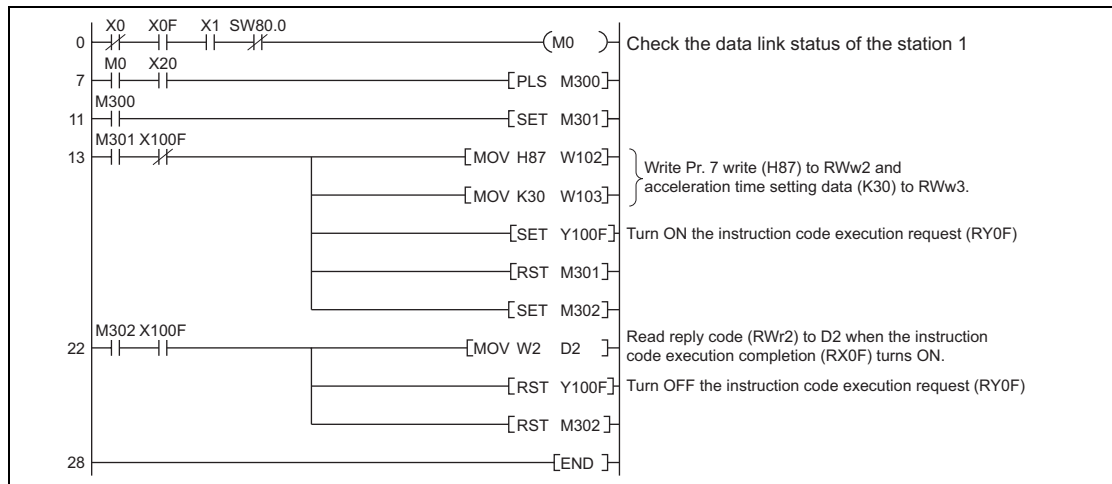 X0 X0F X1 SW80.0
0 M0 Check the data link status of the station 1
M0 X20
7 PLS M300
M300
11 SET M301
M301 X100F
13 MOV H87 W102
Write Pr. 7 write (H87) to RWw2 and
acceleration time setting data (K30) to RWw3.
MOV K30 W103
SET Y100F Turn ON the instruction code execution request (RY0F)
RST M301
SET M302
M302 X100F
22 MOV W2 D2
Read reply code (RWr2) to D2 when the instruction
code execution completion (RX0F) turns ON.
RST Y100F Turn OFF the instruction code execution request (RY0F)
RST M302
28 END